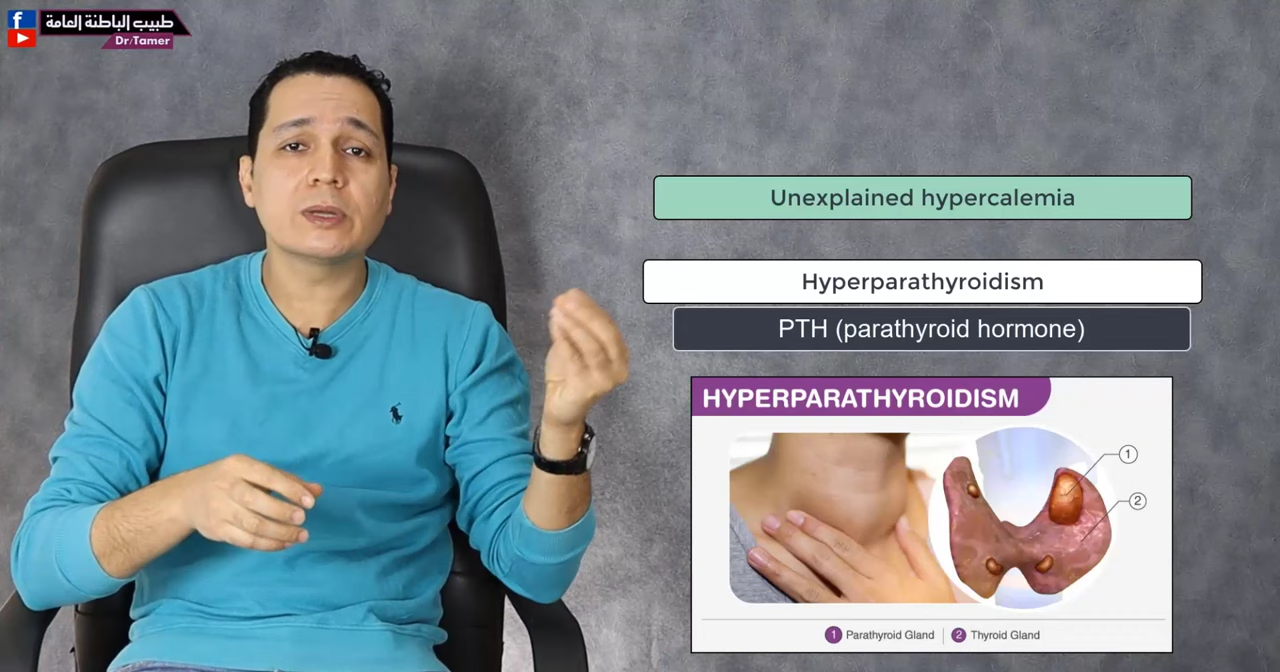 طبيب الباطنة العامة
Dr/Tamer
Unexplained hypercalemia
Hyperparathyroidism
PTH (parathyroid hormone)
HYPERPARATHYROIDISM
1
2
1 Parathyroid Gland | 2 Thyroid Gland